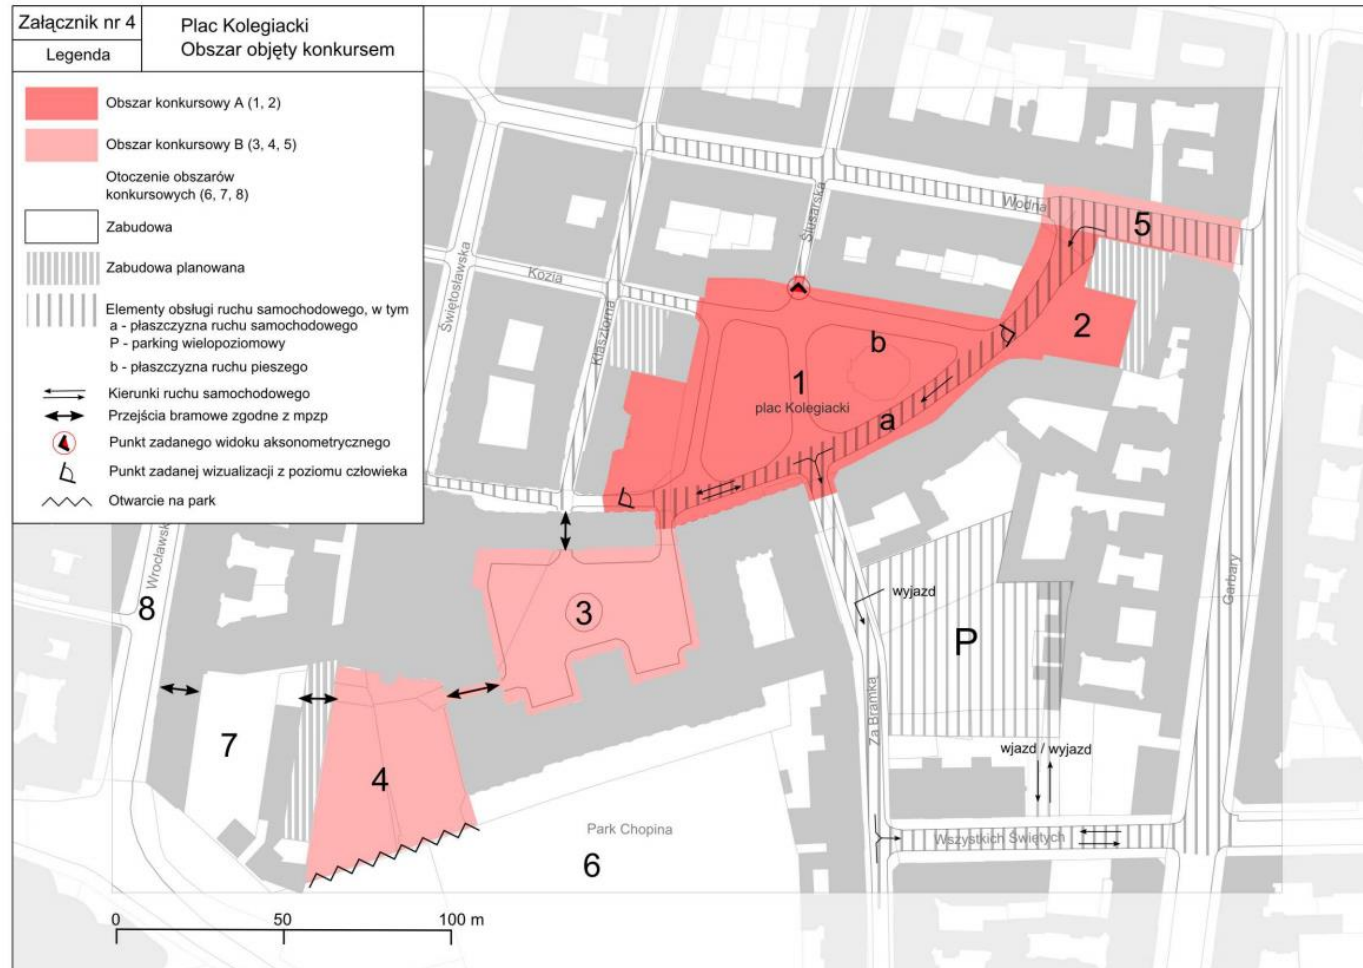 Załącznik nr 4
Legenda
Plac Kolegiacki
Obszar objęty konkursem
Obszar konkursowy A (1, 2)
Obszar konkursowy B (3, 4, 5)
Otoczenie obszarów
konkursowych (6, 7, 8)
Zabudowa
Zabudowa planowana
Elementy obsługi ruchu samochodowego, w tym
a - płaszczyzna ruchu samochodowego
P - parking wielopoziomowy
b - płaszczyzna ruchu pieszego
Kierunki ruchu samochodowego
Przejścia bramowe zgodne z mpzp
Punkt zadanego widoku aksonometrycznego
Punkt zadanej wizualizacji z poziomu człowieka
Otwarcie na park
Wodna
Ślusarska
5
Świętosławska
Kozia
Klasztorna
2
b
1
plac Kolegiacki
a
Wrocławska
8
3
wyjazd
P
Garbary
Za Bramką
7
4
wjazd / wyjazd
Park Chopina
6
Wszystkich Świętych
0
50
100 m